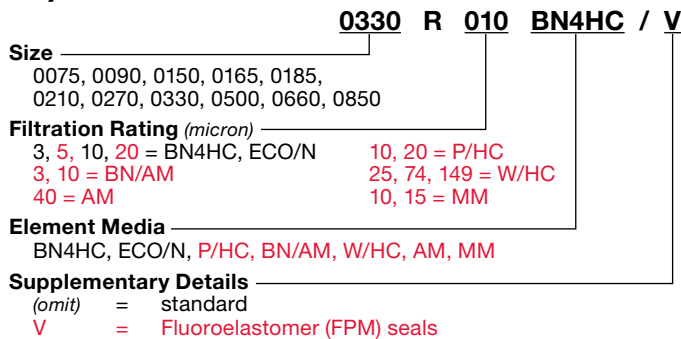 0330 R 010 BN4HC / V
Size
0075, 0090, 0150, 0165, 0185,
0210, 0270, 0330, 0500, 0660, 0850
Filtration Rating (micron)
3, 5, 10, 20 = BN4HC, ECO/N 10, 20 = P/HC
3, 10 = BN/AM 25, 74, 149 = W/HC
40 = AM 10, 15 = MM
Element Media
BN4HC, ECO/N, P/HC, BN/AM, W/HC, AM, MM
Supplementary Details
(omit) = standard
V = Fluoroelastomer (FPM) seals